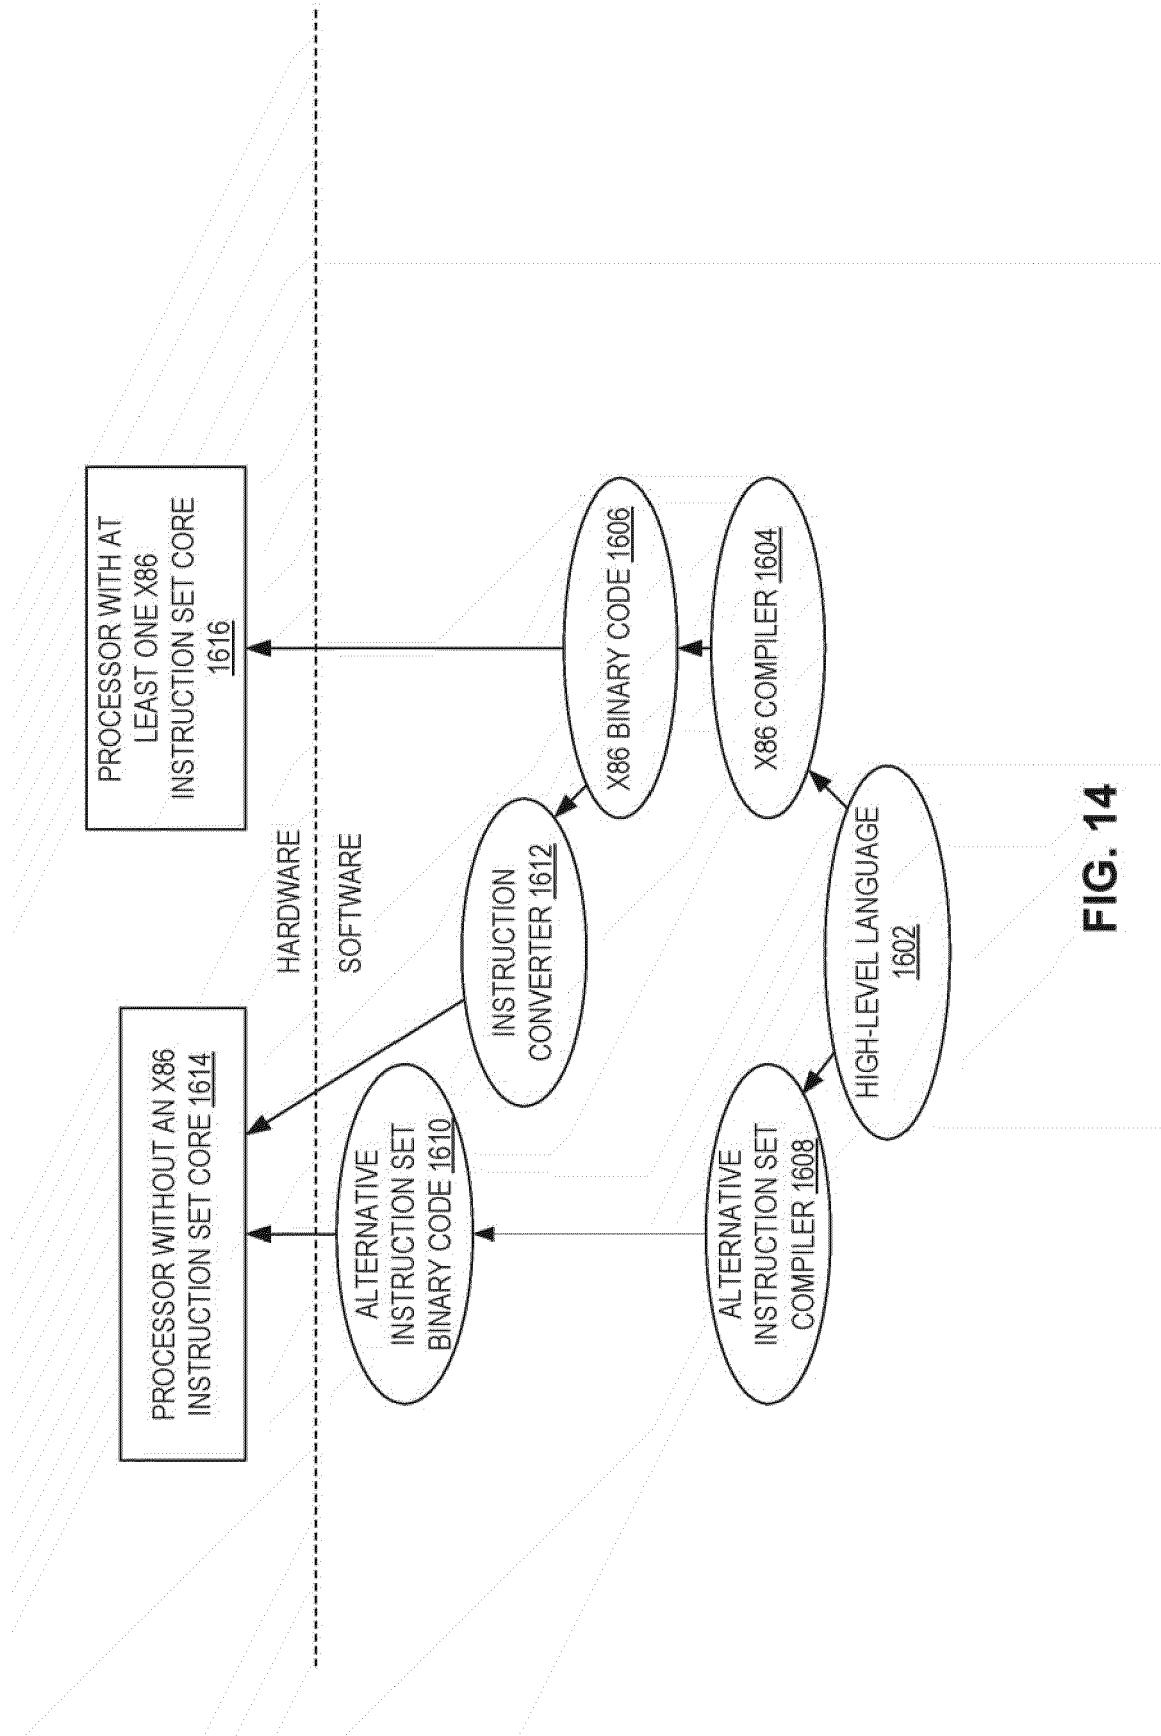 PROCESSOR WITHOUT AN X86
INSTRUCTION SET CORE 1614
PROCESSOR WITH AT
LEAST ONE X86
INSTRUCTION SET CORE
1616
HARDWARE
SOFTWARE
ALTERNATIVE
INSTRUCTION SET
BINARY CODE 1610
INSTRUCTION
CONVERTER 1612
X86 BINARY CODE 1606
ALTERNATIVE
INSTRUCTION SET
COMPILER 1608
X86 COMPILER 1604
HIGH-LEVEL LANGUAGE
1602
FIG. 14